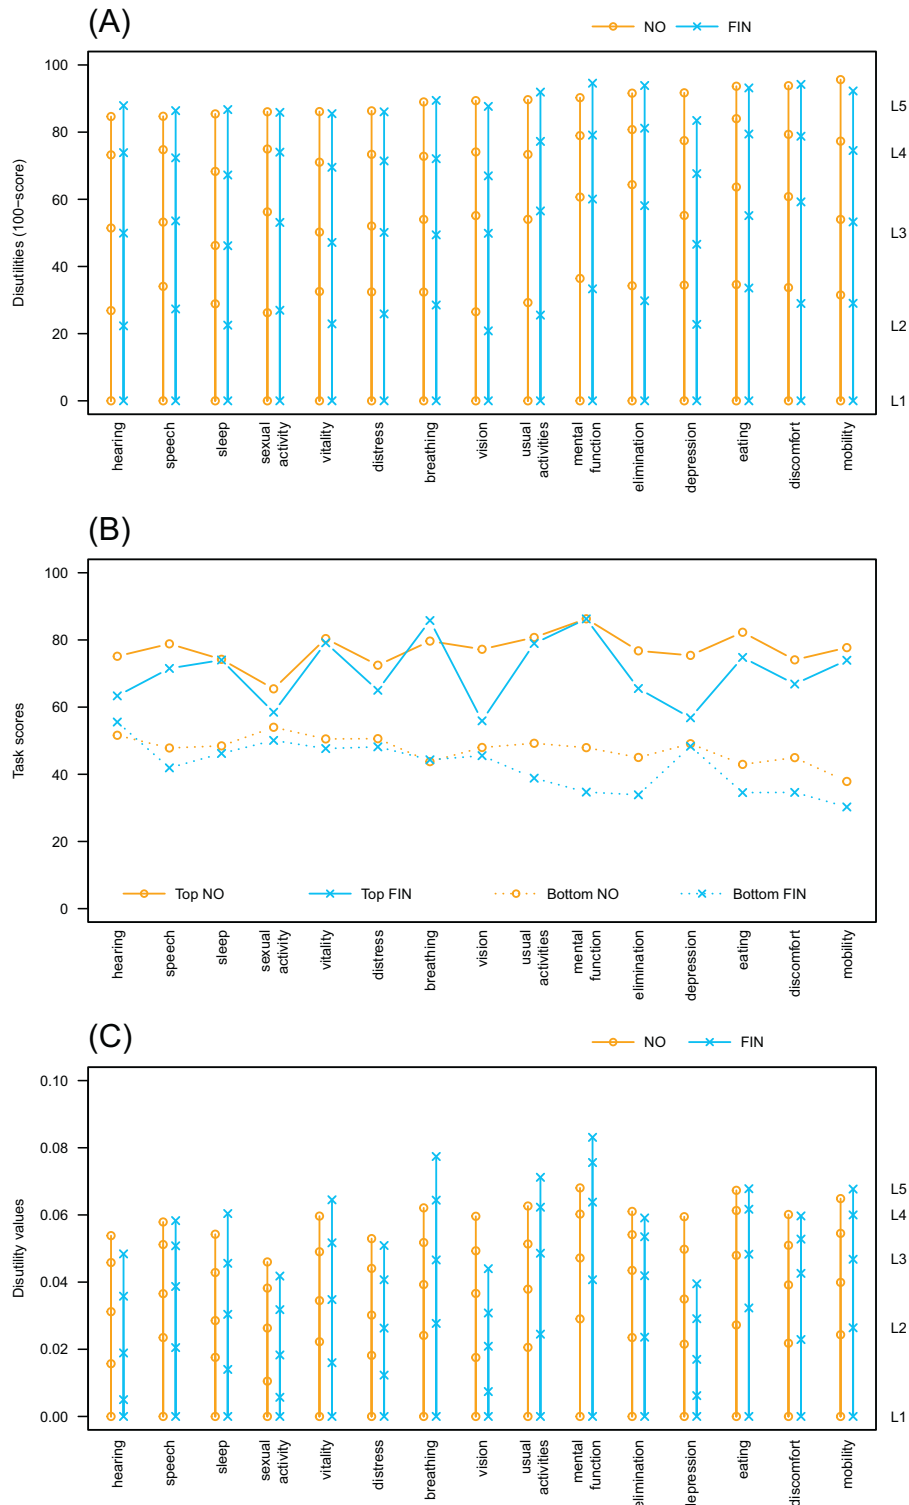 (A)
NO FIN
Disutilities (100−score)
100
80
60
40
20
0
L5
L4
L3
L2
L1
hearing
speech
sleep
sexual
activity
vitality
distress
breathing
vision
usual
activities
mental
function
elimination
depression
eating
discomfort
mobility
(B)
Task scores
100
80
60
40
20
0
Top NO Top FIN Bottom NO Bottom FIN
hearing
speech
sleep
sexual
activity
vitality
distress
breathing
vision
usual
activities
mental
function
elimination
depression
eating
discomfort
mobility
(C)
NO FIN
Disutility values
0.10
0.08
0.06
0.04
0.02
0.00
L5
L4
L3
L2
L1
hearing
speech
sleep
sexual
activity
vitality
distress
breathing
vision
usual
activities
mental
function
elimination
depression
eating
discomfort
mobility